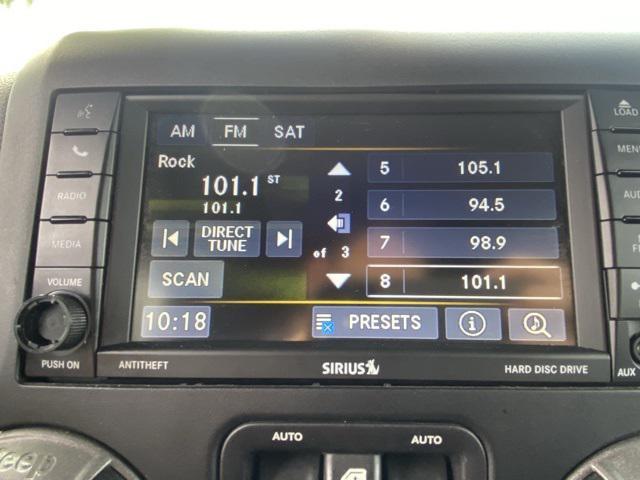 LOAD
AM FM SAT
Rock
5 105.1
101.1 ST
2
101.1
6 94.5
RADIO
DIRECT
TUNE
7 98.9
MEDIA
of 3
SCAN
8 101.1
VOLUME
10:18
PRESETS
PUSH ON
ANTITHEFT
SIRIUS
HARD DISC DRIVE
AUX
AUTO
AUTO